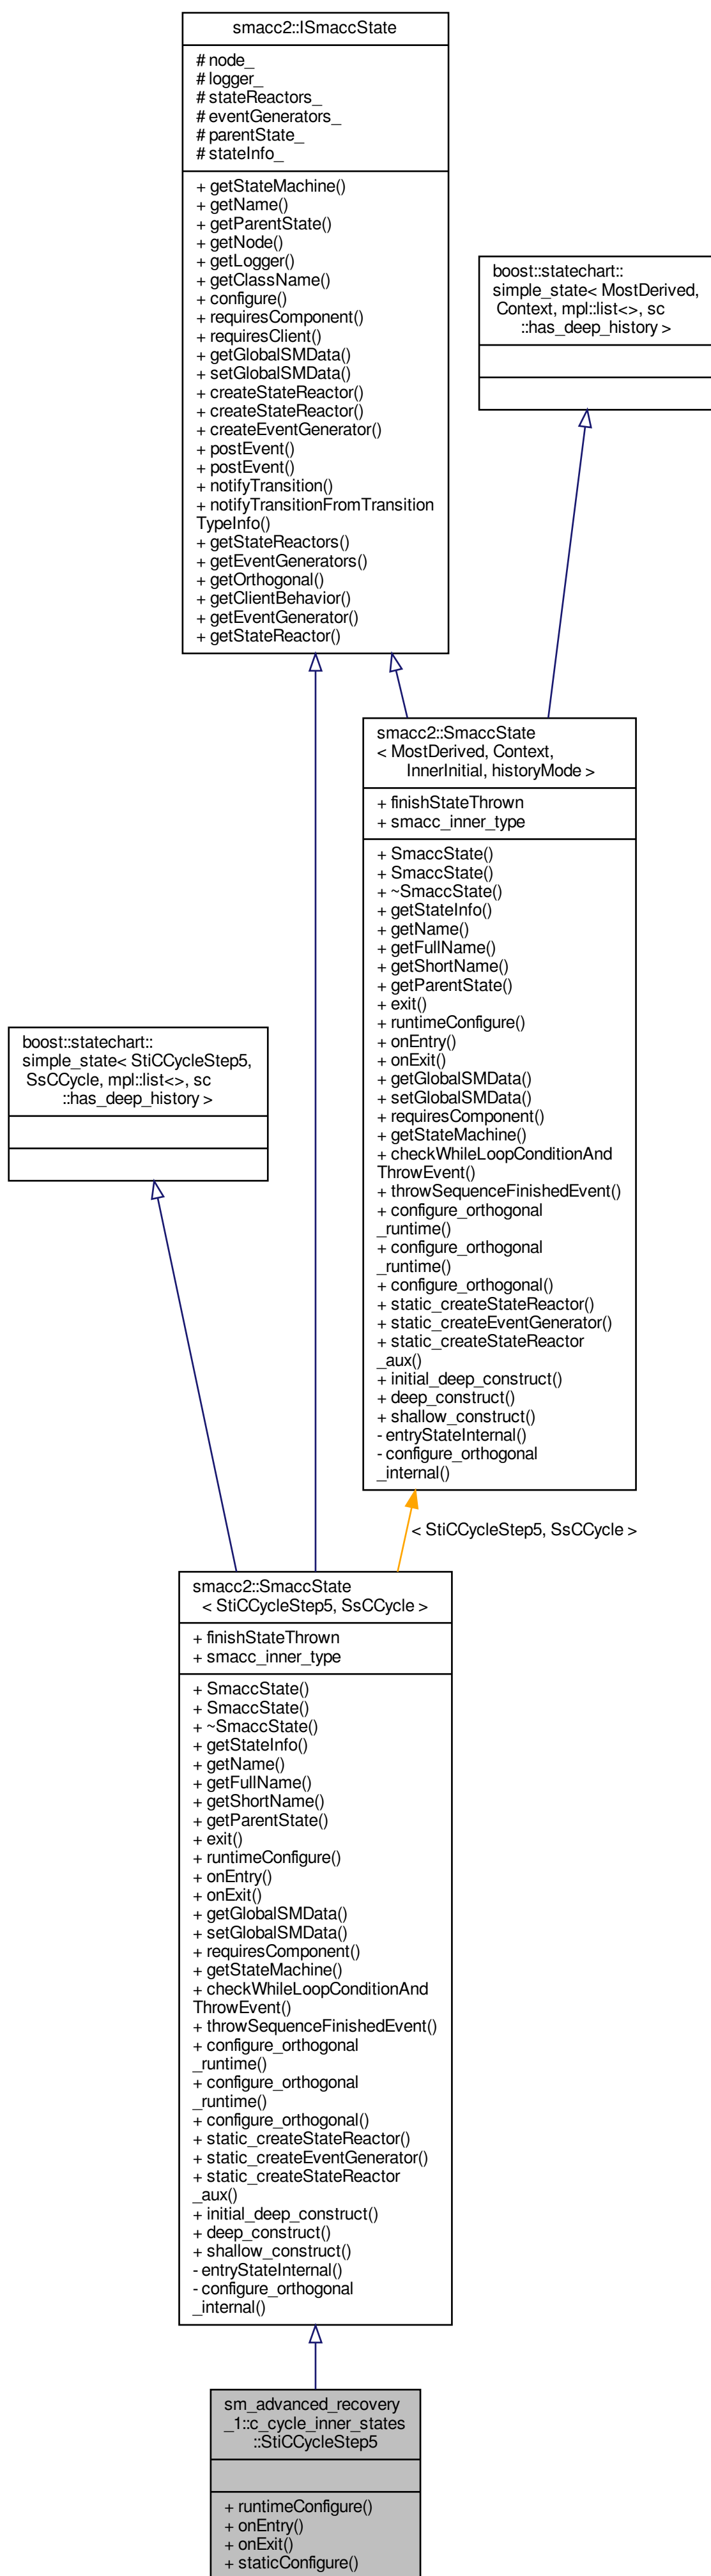 smacc2::ISmaccState
# node_
# logger_
# stateReactors_
# eventGenerators_
# parentState_
# stateInfo_
+ getStateMachine()
+ getName()
+ getParentState()
+ getNode()
+ getLogger()
+ getClassName()
+ configure()
+ requiresComponent()
+ requiresClient()
+ getGlobalSMData()
+ setGlobalSMData()
+ createStateReactor()
+ createStateReactor()
+ createEventGenerator()
+ postEvent()
+ postEvent()
+ notifyTransition()
+ notifyTransitionFromTransition
TypeInfo()
+ getStateReactors()
+ getEventGenerators()
+ getOrthogonal()
+ getClientBehavior()
+ getEventGenerator()
+ getStateReactor()
boost::statechart::
simple_state< MostDerived,
Context, mpl::list<>, sc
::has_deep_history >
smacc2::SmaccState
< MostDerived, Context,
InnerInitial, historyMode >
+ finishStateThrown
+ smacc_inner_type
+ SmaccState()
+ SmaccState()
+ ~SmaccState()
+ getStateInfo()
+ getName()
+ getFullName()
+ getShortName()
+ getParentState()
+ exit()
+ runtimeConfigure()
+ onEntry()
+ onExit()
+ getGlobalSMData()
+ setGlobalSMData()
+ requiresComponent()
+ getStateMachine()
+ checkWhileLoopConditionAnd
ThrowEvent()
+ throwSequenceFinishedEvent()
+ configure_orthogonal
_runtime()
+ configure_orthogonal
_runtime()
+ configure_orthogonal()
+ static_createStateReactor()
+ static_createEventGenerator()
+ static_createStateReactor
_aux()
+ initial_deep_construct()
+ deep_construct()
+ shallow_construct()
- entryStateInternal()
- configure_orthogonal
_internal()
boost::statechart::
simple_state< StiCCycleStep5,
SsCCycle, mpl::list<>, sc
::has_deep_history >
< StiCCycleStep5, SsCCycle >
smacc2::SmaccState
< StiCCycleStep5, SsCCycle >
+ finishStateThrown
+ smacc_inner_type
+ SmaccState()
+ SmaccState()
+ ~SmaccState()
+ getStateInfo()
+ getName()
+ getFullName()
+ getShortName()
+ getParentState()
+ exit()
+ runtimeConfigure()
+ onEntry()
+ onExit()
+ getGlobalSMData()
+ setGlobalSMData()
+ requiresComponent()
+ getStateMachine()
+ checkWhileLoopConditionAnd
ThrowEvent()
+ throwSequenceFinishedEvent()
+ configure_orthogonal
_runtime()
+ configure_orthogonal
_runtime()
+ configure_orthogonal()
+ static_createStateReactor()
+ static_createEventGenerator()
+ static_createStateReactor
_aux()
+ initial_deep_construct()
+ deep_construct()
+ shallow_construct()
- entryStateInternal()
- configure_orthogonal
_internal()
sm_advanced_recovery
_1::c_cycle_inner_states
::StiCCycleStep5
+ runtimeConfigure()
+ onEntry()
+ onExit()
+ staticConfigure()